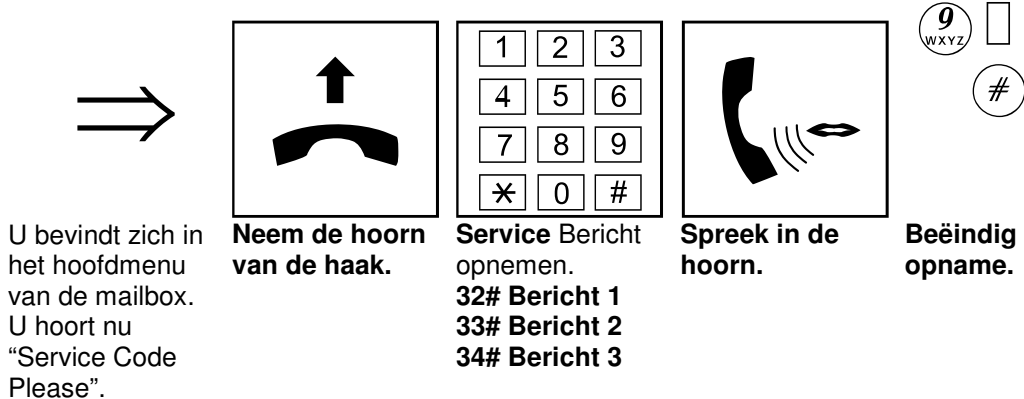 1 2 3
4 5 6
7 8 9
* 0 #
9
WXYZ
#
U bevindt zich in
het hoofdmenu
van de mailbox.
U hoort nu
“Service Code
Please”.
Neem de hoorn
van de haak.
Service Bericht
opnemen.
32# Bericht 1
33# Bericht 2
34# Bericht 3
Spreek in de
hoorn.
Beëindig
opname.